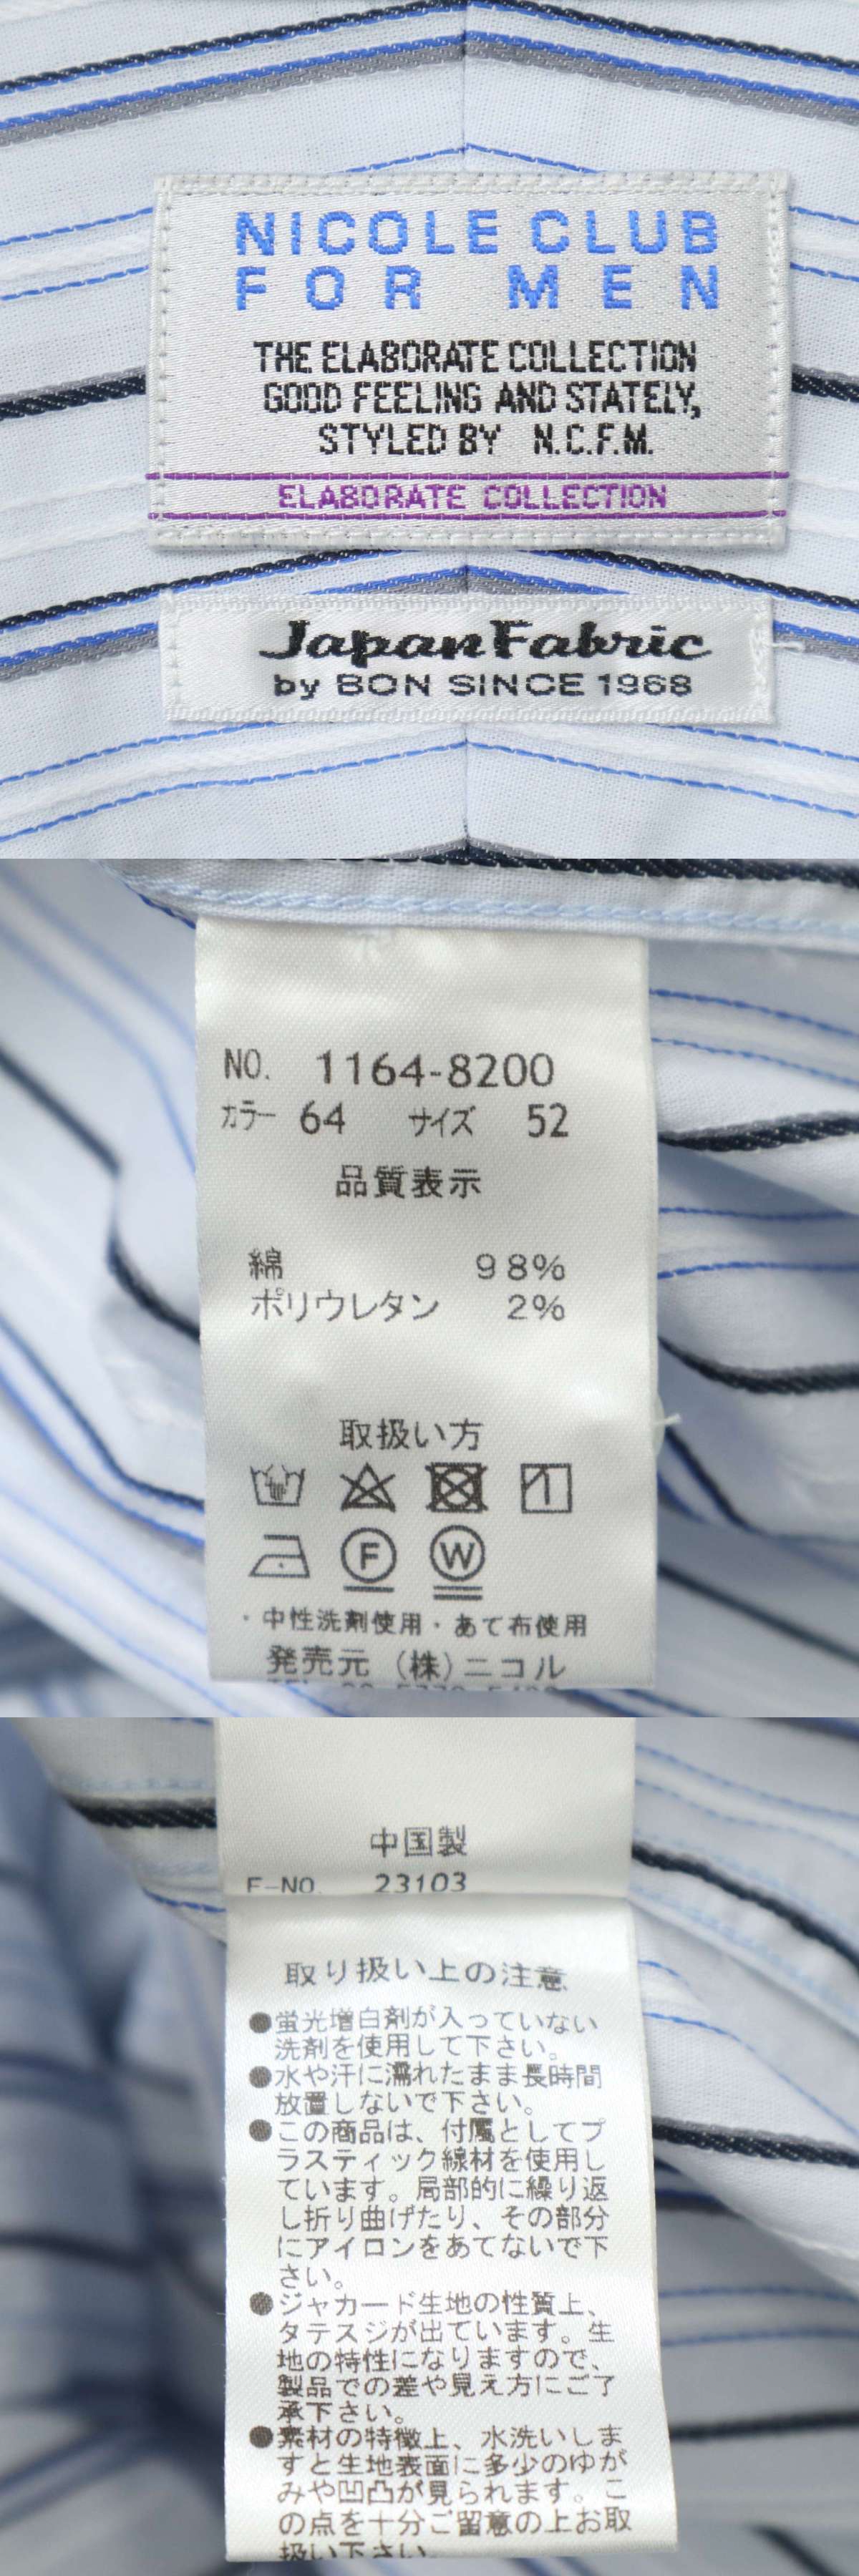 NICOLE CLUB
FOR MEN
THE ELABORATE COLLECTION
GOOD FEELING AND STATELY,
STYLED BY N.C.F.M.
ELABORATE COLLECTION
JapanFabric
by BON SINCE 1968
NO. 1164-8200
カラー 64 サイズ 52
品質表示
綿 98%
ポリウレタン 2%
取扱い方
F W
・中性洗剤使用・あて布使用
発売元 (株)ニコル
中国製
F-NO. 23103
取り扱い上の注意
●蛍光増白剤が入っていない
洗剤を使用して下さい。
●水や汗に濡れたまま長時間
放置しないで下さい。
●この商品は、付属としてプ
ラスティック線材を使用し
ています。局部的に繰り返
し折り曲げたり、その部分
にアイロンをあてないで下
さい。
●ジャカード生地の性質上、
タテスジが出ています。生
地の特性になりますので、
製品での差や見え方にご了
承下さい。
●素材の特徴上、水洗いしま
すと生地表面に多少のゆが
みや凹凸が見られます。こ
の点を十分ご留意の上お取
扱い下さい。